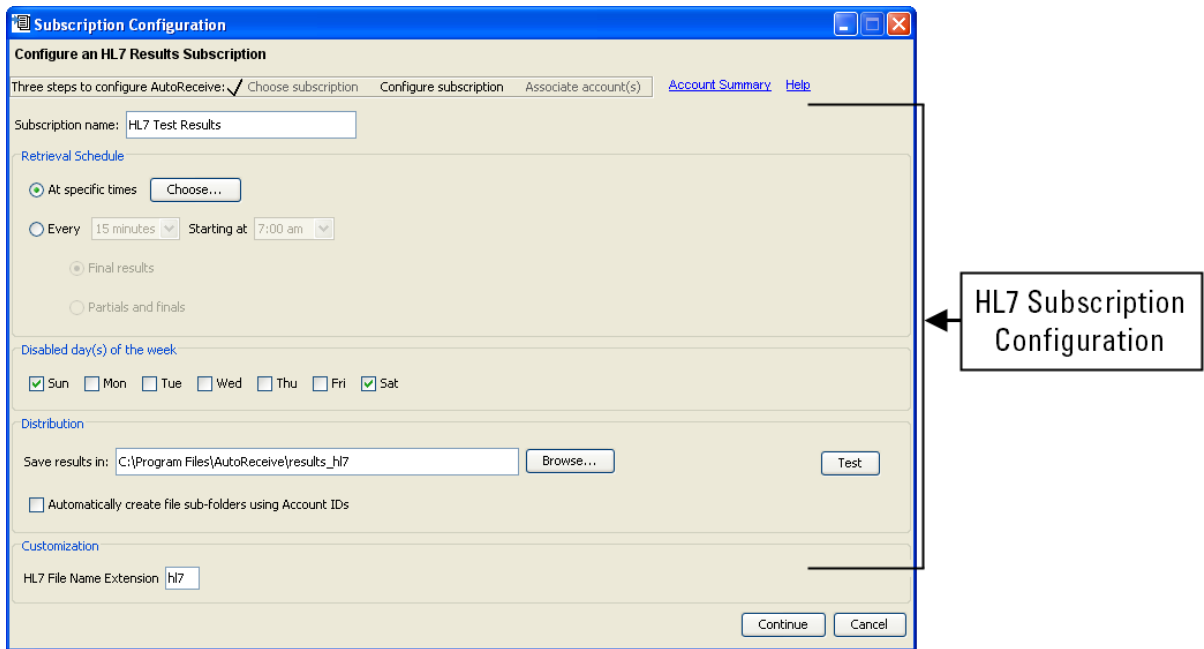 Subscription Configuration
Configure an HL7 Results Subscription
Three steps to configure AutoReceive: Choose subscription Configure subscription Associate account(s) Account Summary Help
Subscription name: HL7 Test Results
Retrieval Schedule
At specific times Choose...
Every 15 minutes Starting at 7:00 am
Final results
Partials and finals
Disabled day(s) of the week
Sun Mon Tue Wed Thu Fri Sat
Distribution
Save results in: C:\Program Files\AutoReceive\results_hl7 Browse... Test
Automatically create file sub-folders using Account IDs
Customization
HL7 File Name Extension hl7
Continue Cancel
HL7 Subscription
Configuration